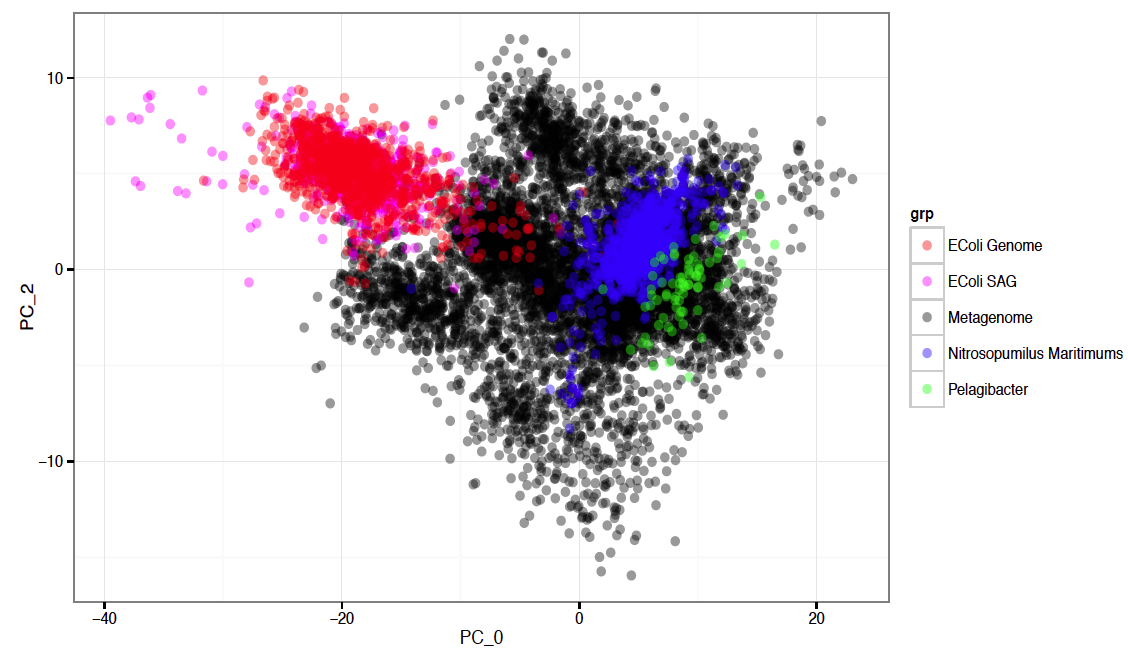 10
0
−10
PC_2
−40
−20
0
20
PC_0
grp
EColi Genome
EColi SAG
Metagenome
Nitrosopumilus Maritimums
Pelagibacter